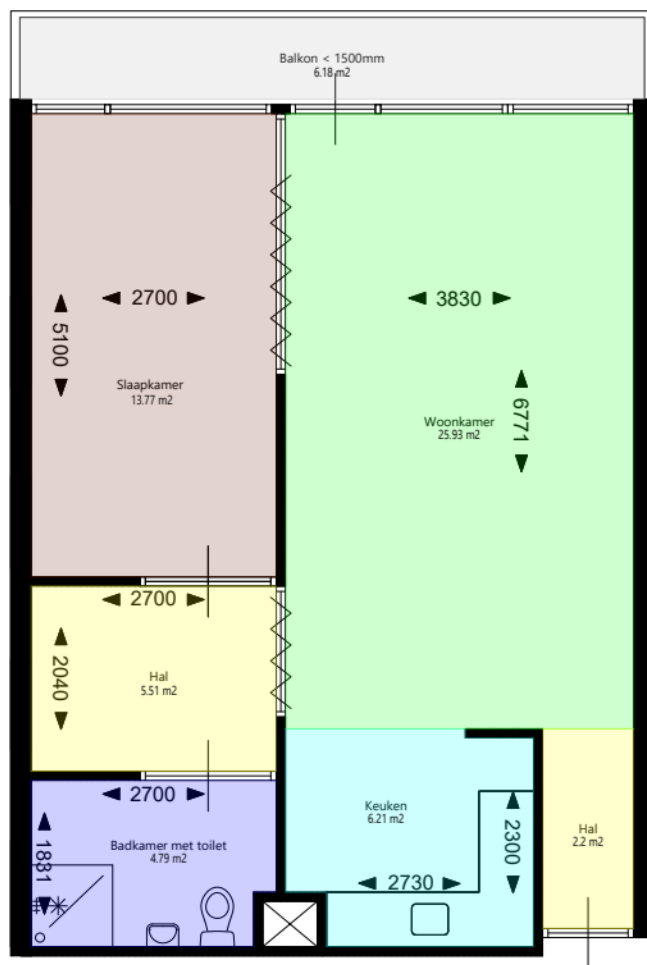 Balkon < 1500mm
6.18 m2
2700
3830
5100
Slaapkamer
13.77 m2
6771
Woonkamer
25.93 m2
2700
2040
Hal
5.51 m2
2700
1831
Badkamer met toilet
4.79 m2
Keuken
6.21 m2
2300
2730
Hal
2.2 m2